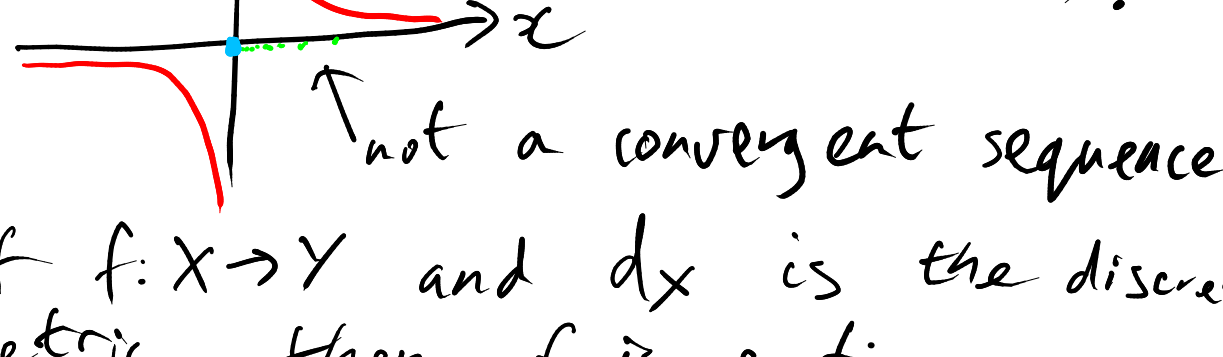 x
not a convergent sequence
f: X → Y and dx is the discre